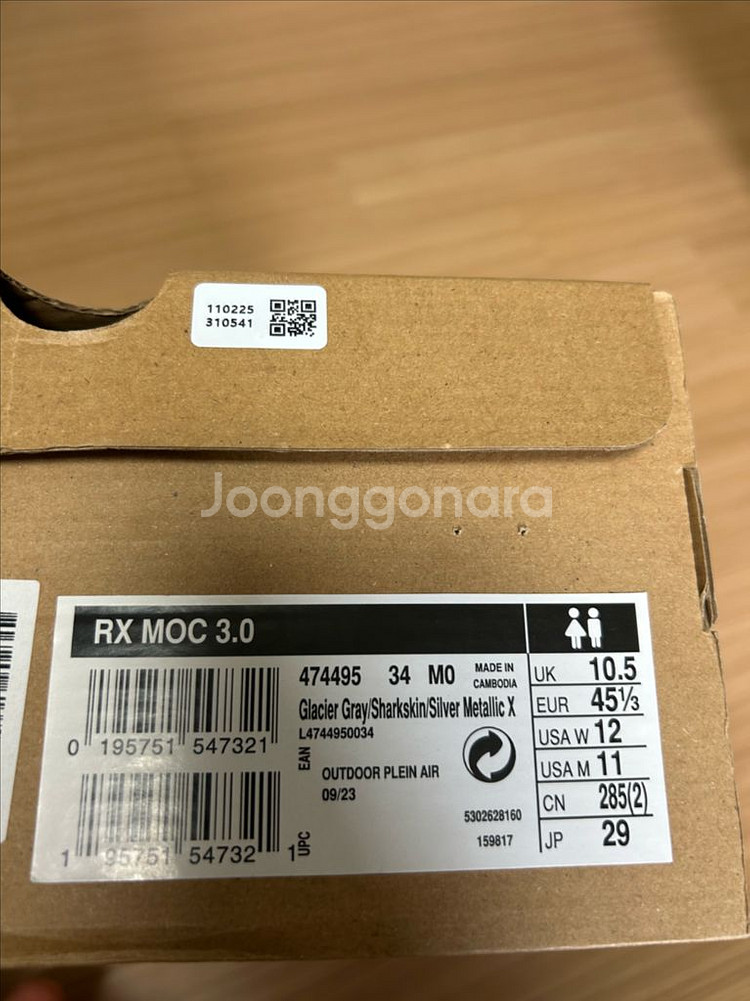 110225
310541
Joonggonara
RX MOC 3.0
474495 34 M0 MADE IN CAMBODIA
Glacier Gray/Sharkskin/Silver Metallic X
L4744950034
EAN
0 195751 547321
OUTDOOR PLEIN AIR
09/23
5302628160
159817
UPC
1 95751 54732 1
UK 10.5
EUR 45⅓
USA W 12
USA M 11
CN 285(2)
JP 29